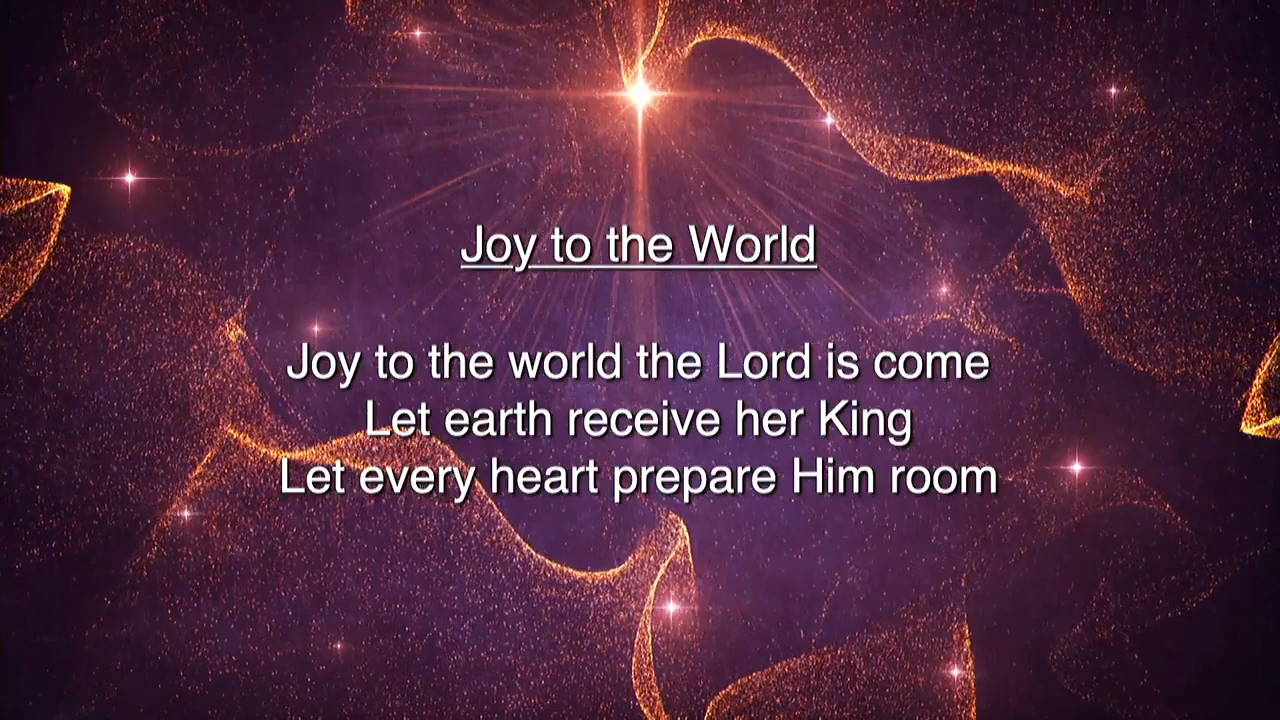 Joy to the World
Joy to the world the Lord is come
Let earth receive her King
Let every heart prepare Him room